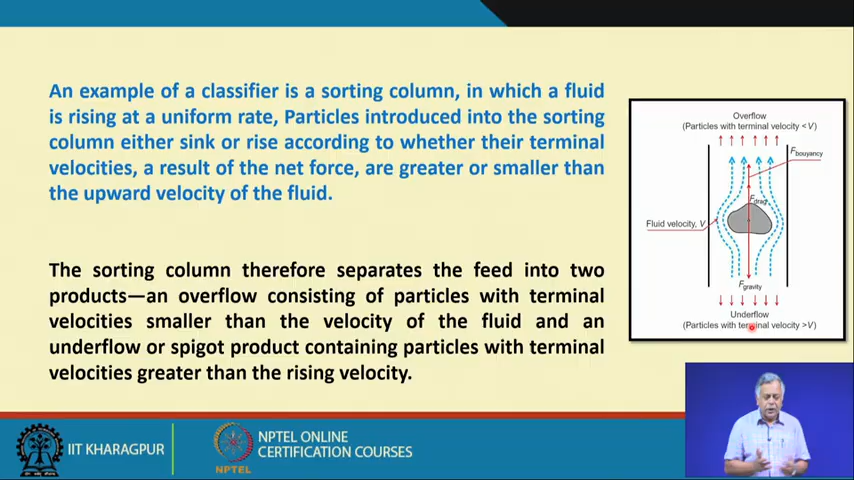 An example of a classifier is a sorting column, in which a fluid
is rising at a uniform rate, Particles introduced into the sorting
column either sink or rise according to whether their terminal
velocities, a result of the net force, are greater or smaller than
the upward velocity of the fluid.
The sorting column therefore separates the feed into two
products—an overflow consisting of particles with terminal
velocities smaller than the velocity of the fluid and an
underflow or spigot product containing particles with terminal
velocities greater than the rising velocity.
Overflow
(Particles with terminal velocity < V)
F bouyancy
F drag
Fluid velocity, V
F gravity
Underflow
(Particles with terminal velocity > V)
IIT KHARAGPUR
NPTEL
NPTEL ONLINE
CERTIFICATION COURSES